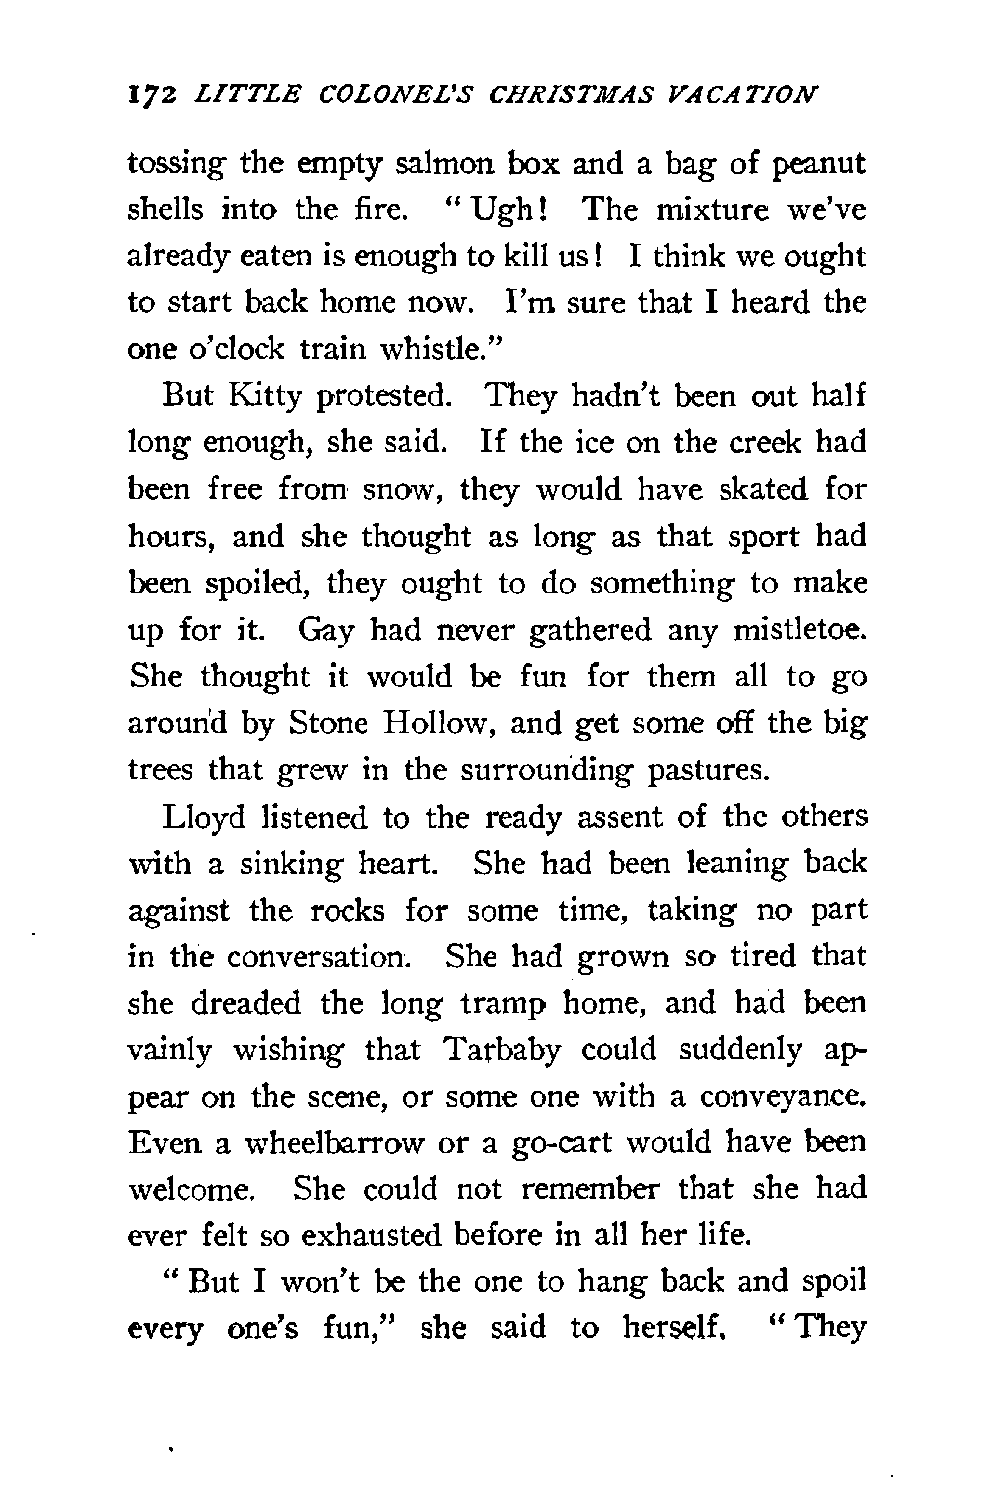 172 LITTLE COLONEL'S CHRISTMAS VACATION
tossing the empty salmon box and a bag of peanut
shells into the fire. " Ugh! The mixture we've
already eaten is enough to kill us! I think we ought
to start back home now. I'm sure that I heard the
one o'clock train whistle."
But Kitty protested. They hadn't been out half
long enough, she said. If the ice on the creek had
been free from snow, they would have skated for
hours, and she thought as long as that sport had
been spoiled, they ought to do something to make
up for it. Gay had never gathered any mistletoe.
She thought it would be fun for them all to go
around by Stone Hollow, and get some off the big
trees that grew in the surrounding pastures.
Lloyd listened to the ready assent of the others
with a sinking heart. She had been leaning back
against the rocks for some time, taking no part
in the conversation. She had grown so tired that
she dreaded the long tramp home, and had been
vainly wishing that Tarbaby could suddenly ap-
pear on the scene, or some one with a conveyance.
Even a wheelbarrow or a go-cart would have been
welcome. She could not remember that she had
ever felt so exhausted before in all her life.
" But I won't be the one to hang back and spoil
every one's fun," she said to herself. " They